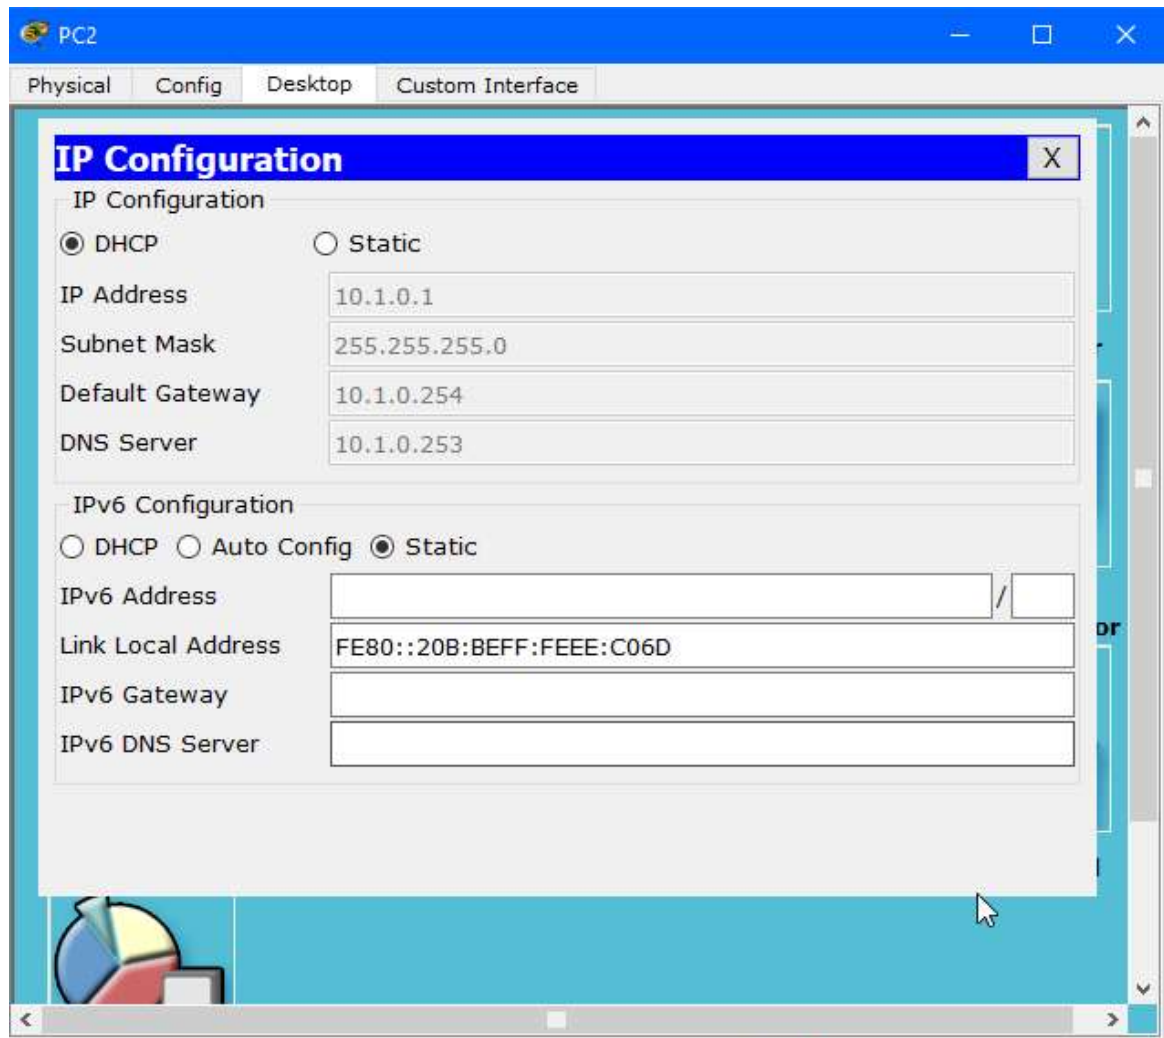 PC2
Physical Config Desktop Custom Interface
IP Configuration X
IP Configuration
DHCP Static
IP Address 10.1.0.1
Subnet Mask 255.255.255.0
Default Gateway 10.1.0.254
DNS Server 10.1.0.253
IPv6 Configuration
DHCP Auto Config Static
IPv6 Address /
Link Local Address FE80::20B:BEFF:FEEE:C06D
IPv6 Gateway
IPv6 DNS Server
or